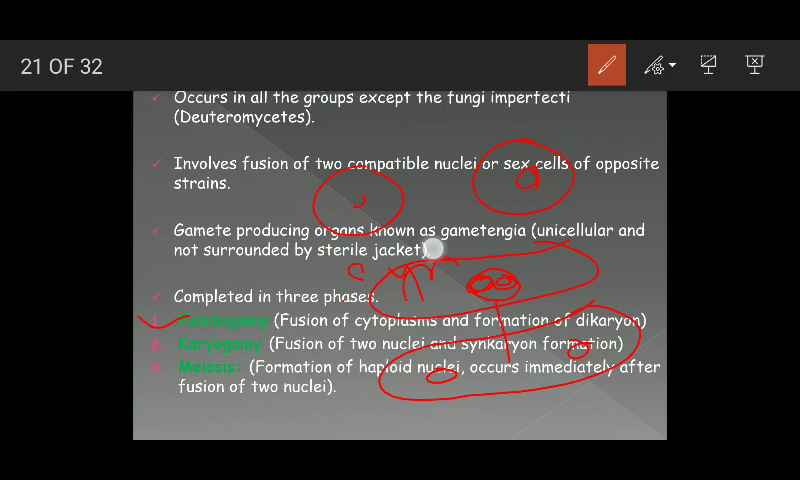 21 OF 32
Occurs in all the groups except the fungi imperfecti
(Deuteromycetes).
Involves fusion of two compatible nuclei or sex cells of opposite
strains.
Gamete producing organs known as gametengia (unicellular and
not surrounded by sterile jacket).
Completed in three phases.
1. Plasmogamy (Fusion of cytoplasms and formation of dikaryon)
2. Karyogamy (Fusion of two nuclei and synkaryon formation)
3. Meiosis: (Formation of haploid nuclei, occurs immediately after
fusion of two nuclei).